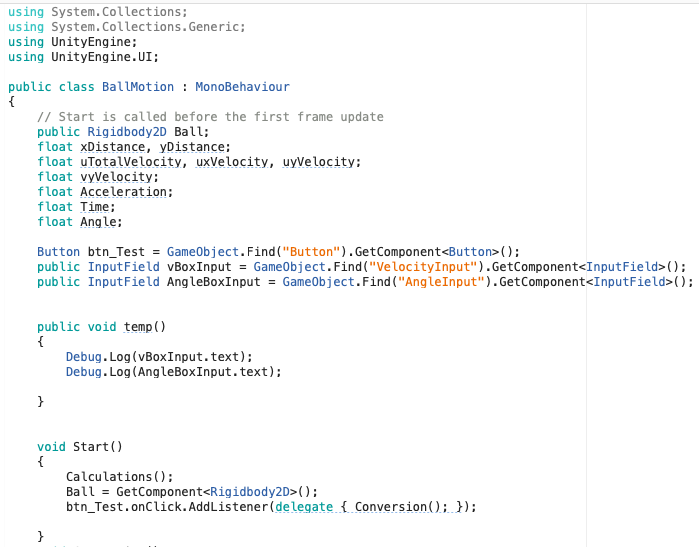 using System.Collections;
using System.Collections.Generic;
using UnityEngine;
using UnityEngine.UI;

public class BallMotion : MonoBehaviour
{
    // Start is called before the first frame update
    public Rigidbody2D Ball;
    float xDistance, yDistance;
    float uTotalVelocity, uxVelocity, uyVelocity;
    float vyVelocity;
    float Acceleration;
    float Time;
    float Angle;

    Button btn_Test = GameObject.Find("Button").GetComponent<Button>();
    public InputField vBoxInput = GameObject.Find("VelocityInput").GetComponent<InputField>();
    public InputField AngleBoxInput = GameObject.Find("AngleInput").GetComponent<InputField>();

    public void temp()
    {
        Debug.Log(vBoxInput.text);
        Debug.Log(AngleBoxInput.text);

    }

    void Start()
    {
        Calculations();
        Ball = GetComponent<Rigidbody2D>();
        btn_Test.onClick.AddListener(delegate { Conversion(); });

    }